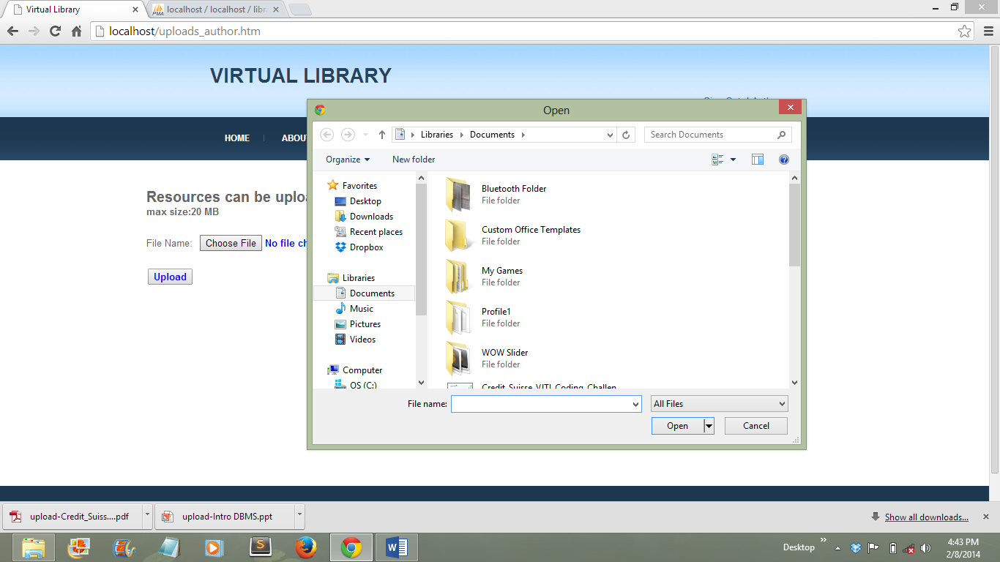 Virtual Library
localhost / localhost / libr
localhost/uploads_author.htm
VIRTUAL LIBRARY
HOME
ABOU
Resources can be uploa
max size:20 MB
File Name: Choose File No file ch
Upload
Open
Libraries Documents
Search Documents
Organize New folder
Favorites
Desktop
Downloads
Recent places
Dropbox
Libraries
Documents
Music
Pictures
Videos
Computer
OS (C:)
Bluetooth Folder
File folder
Custom Office Templates
File folder
My Games
File folder
Profile1
File folder
WOW Slider
File folder
Credit_Suisse_VJTI_Coding_Challen
File name:
All Files
Open Cancel
upload-Credit_Suiss....pdf
upload-Intro DBMS.ppt
Show all downloads...
Desktop
4:43 PM
2/8/2014